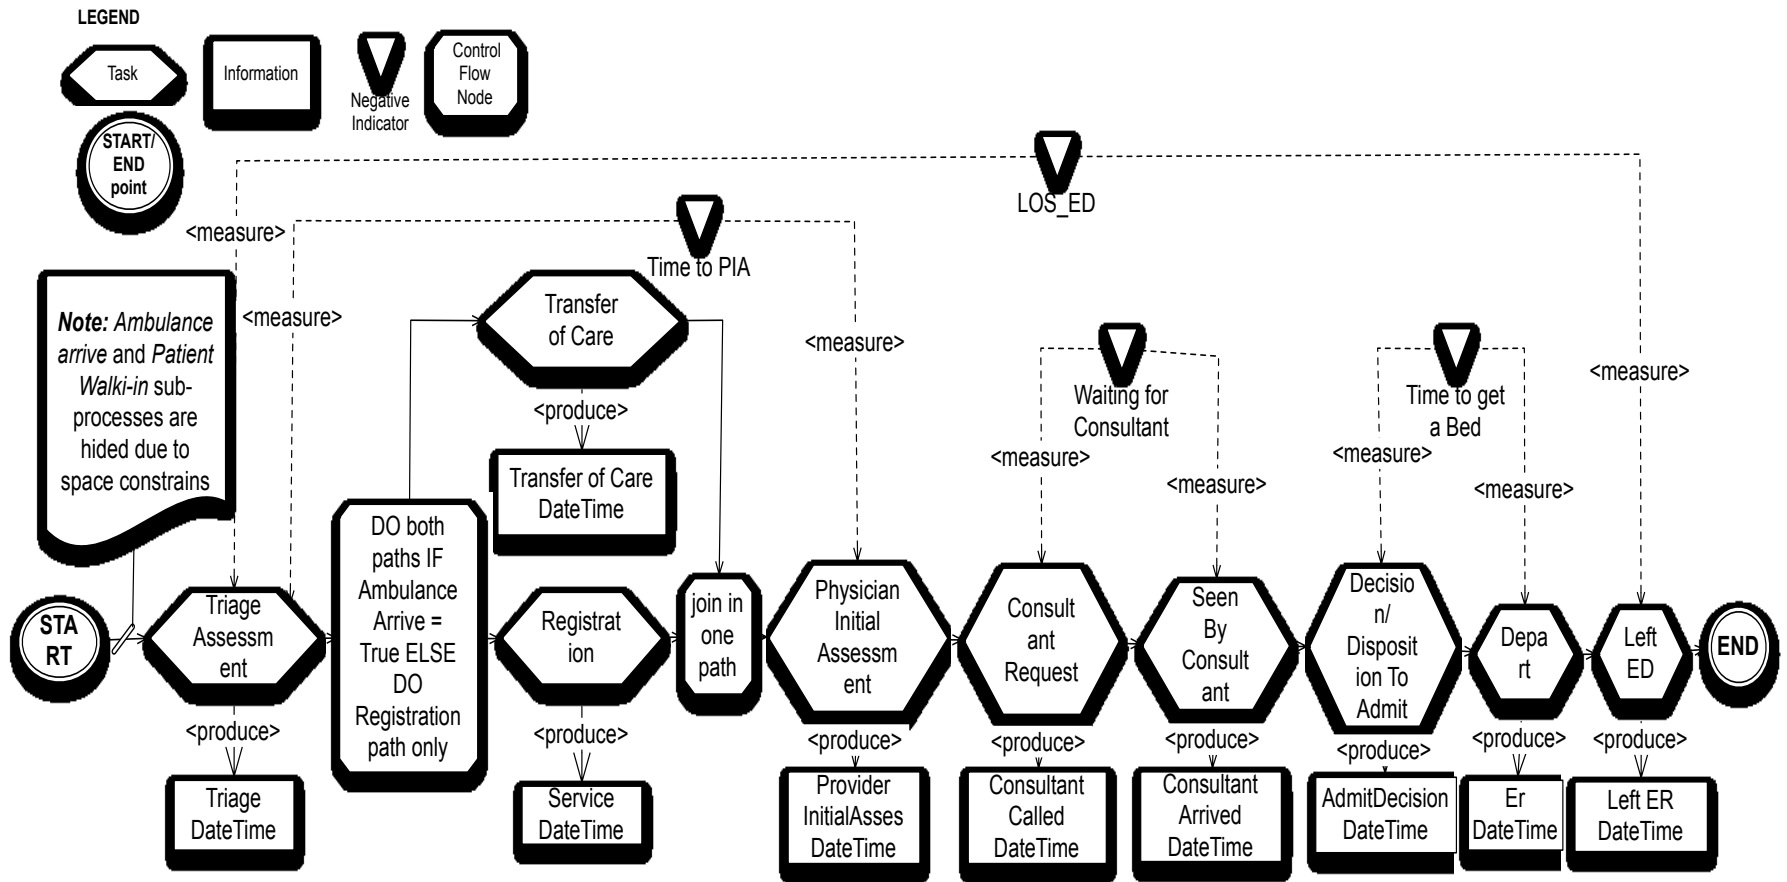 LEGEND
Task
Information
Negative
Indicator
Control
Flow
Node
START/
END
point
LOS_ED
<measure>
Time to PIA
<measure>
<measure>
<measure>
Note: Ambulance
arrive and Patient
Walki-in sub-
processes are
hided due to
space constrains
Transfer
of Care
<produce>
Transfer of Care
DateTime
Waiting for
Consultant
<measure>
<measure>
Time to get
a Bed
<measure>
<measure>
STA
RT
Triage
Assessm
ent
<produce>
Triage
DateTime
DO both
paths IF
Ambulance
Arrive =
True ELSE
DO
Registration
path only
Registrat
ion
<produce>
Service
DateTime
join in
one
path
Physician
Initial
Assessm
ent
<produce>
Provider
InitialAsses
DateTime
Consult
ant
Request
<produce>
Consultant
Called
DateTime
Seen
By
Consult
ant
<produce>
Consultant
Arrived
DateTime
Decisio
n/
Disposit
ion To
Admit
<produce>
AdmitDecision
DateTime
Depa
rt
<produce>
Er
DateTime
Left
ED
<produce>
Left ER
DateTime
END